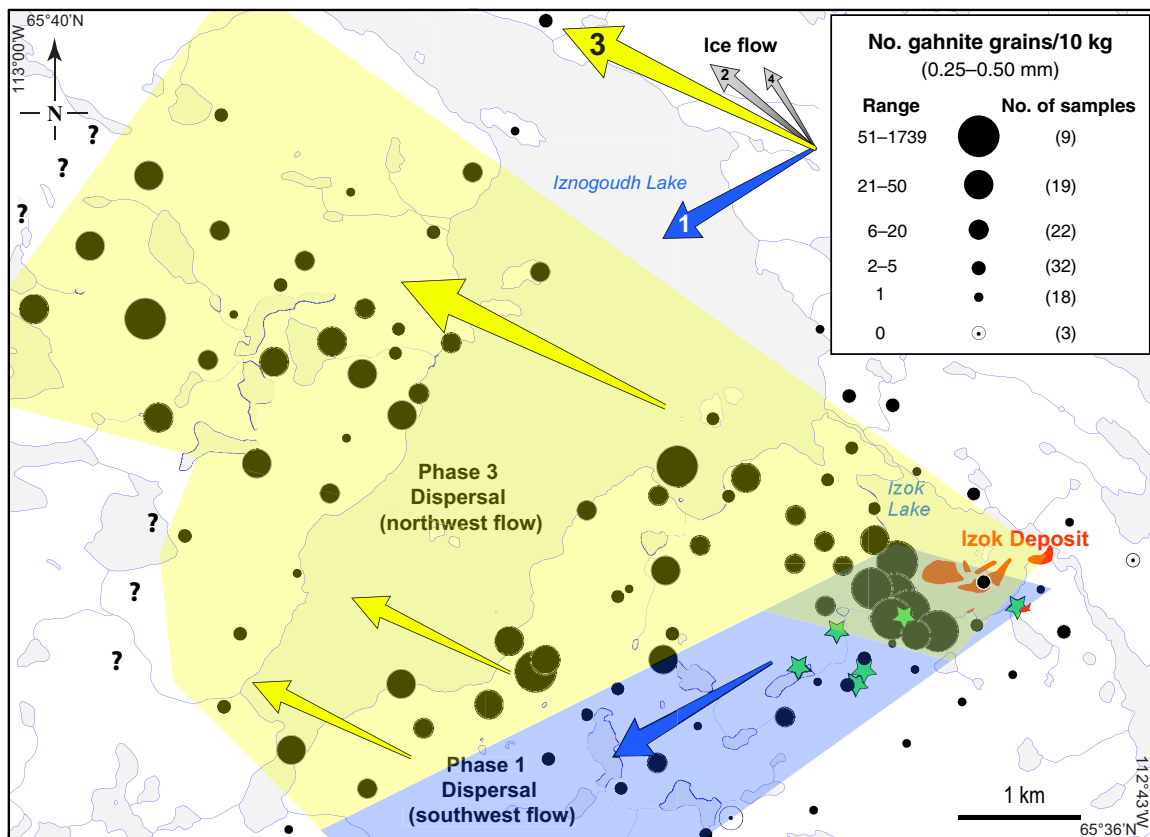 65°40'N
113°00'W
N
?
?
?
3
Ice flow
2
4
1
Iznogoudh Lake
No. gahnite grains/10 kg
(0.25–0.50 mm)
Range
No. of samples
51–1739
(9)
21–50
(19)
6–20
(22)
2–5
(32)
1
(18)
0
(3)
Phase 3
Dispersal
(northwest flow)
Izok
Lake
Izok Deposit
?
?
?
Phase 1
Dispersal
(southwest flow)
1 km
112°43'W
65°36'N